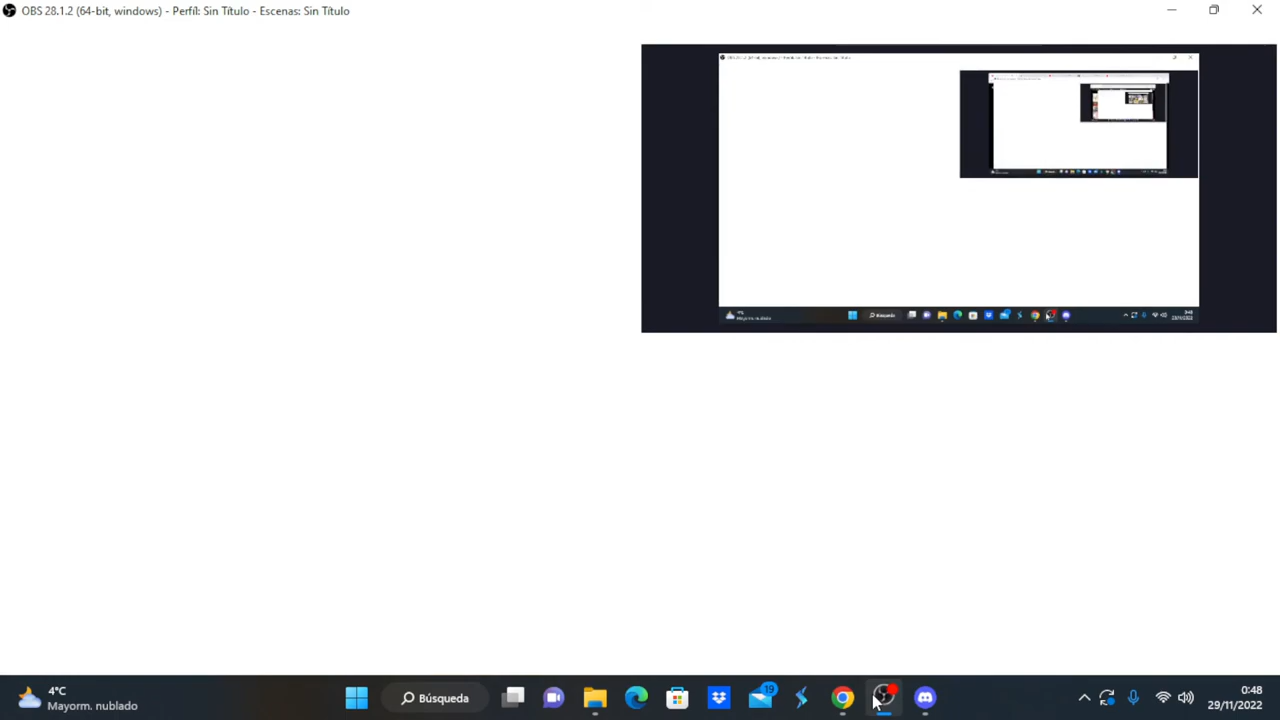 OBS 28.1.2 (64-bit, windows) - Perfil: Sin Título - Escenas: Sin Título
4°C
Mayorm. nublado
Búsqueda
19
0:48
29/11/2022